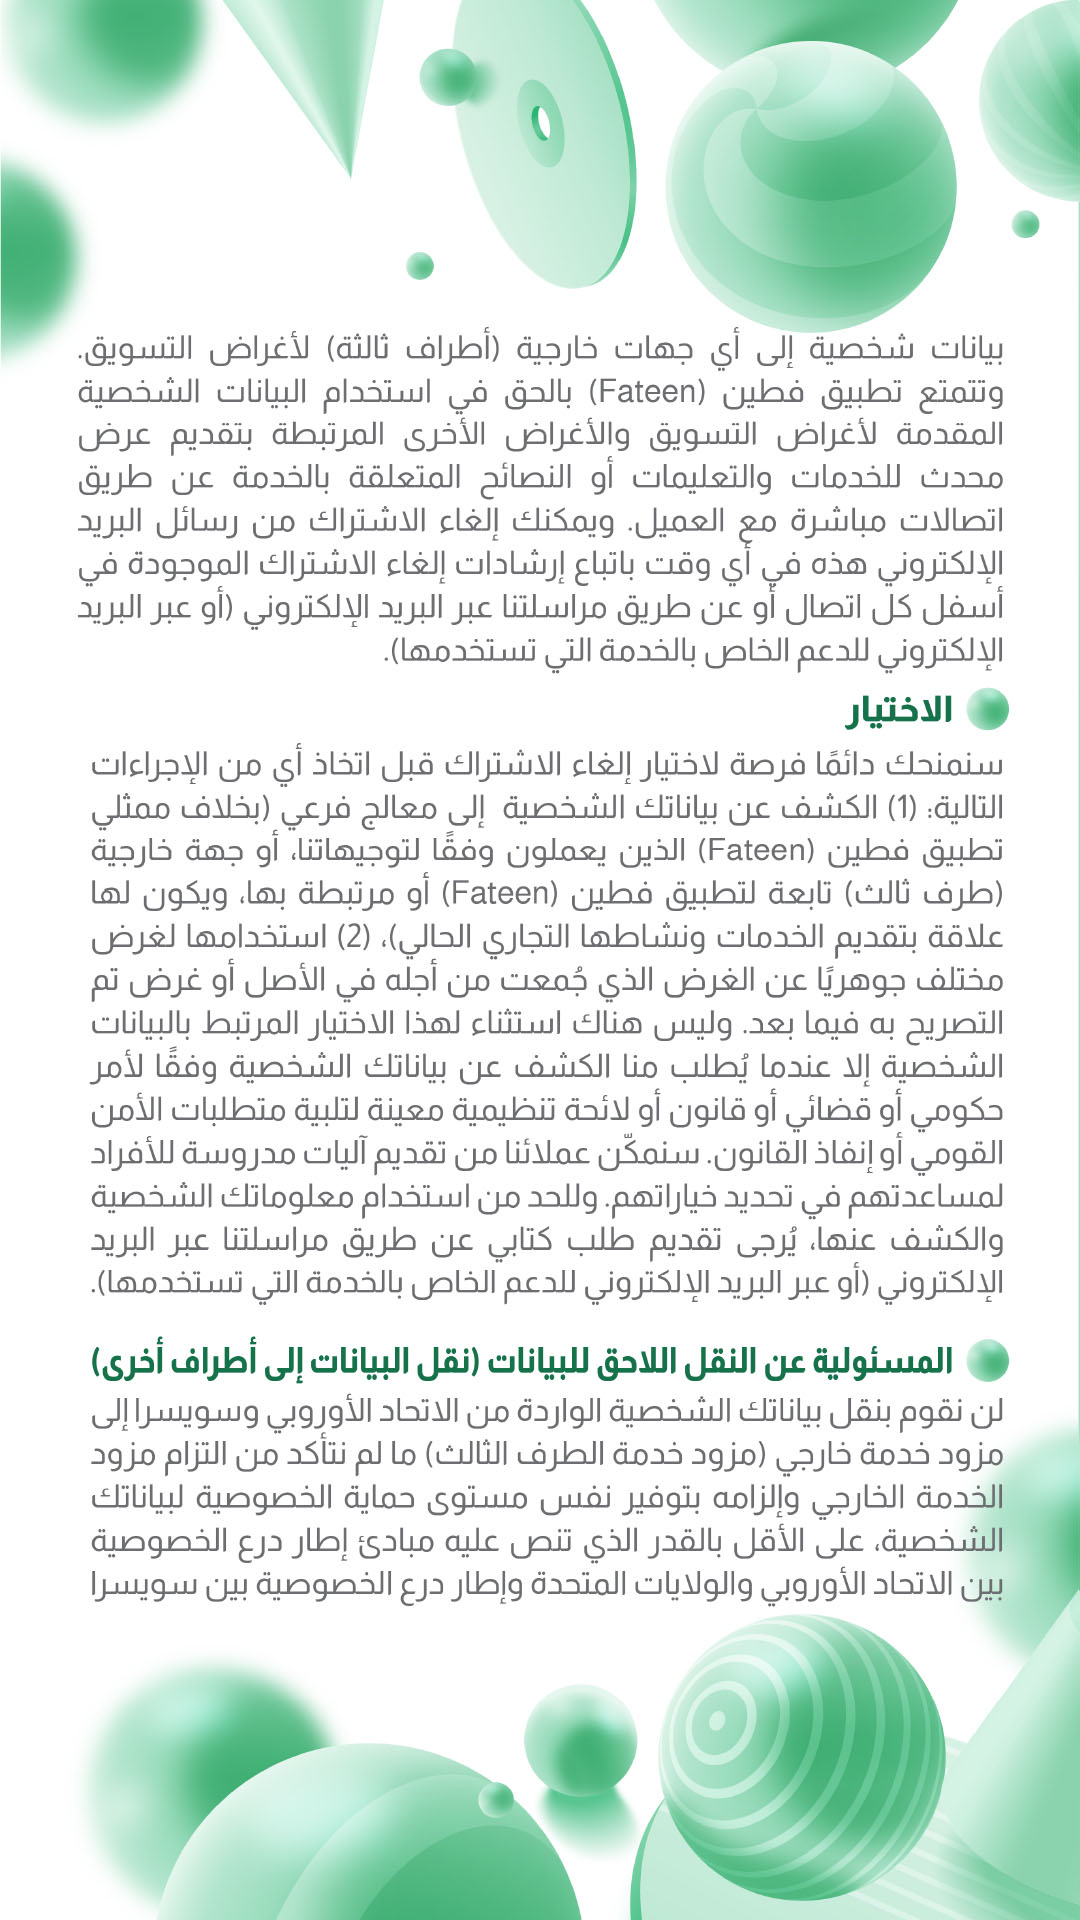 بيانات شخصية إلى أي جهات خارجية (أطراف ثالثة) لأغراض التسويق.
وتتمتع تطبيق فطين (Fateen) بالحق في استخدام البيانات الشخصية
المقدمة لأغراض التسويق والأغراض الأخرى المرتبطة بتقديم عرض
محدث للخدمات والتعليمات أو النصائح المتعلقة بالخدمة عن طريق
اتصالات مباشرة مع العميل. ويمكنك إلغاء الاشتراك من رسائل البريد
الإلكتروني هذه في أي وقت باتباع إرشادات إلغاء الاشتراك الموجودة في
أسفل كل اتصال أو عن طريق مراسلتنا عبر البريد الإلكتروني (أو عبر البريد
الإلكتروني للدعم الخاص بالخدمة التي تستخدمها).
الاختيار
سنمنحك دائمًا فرصة لاختيار إلغاء الاشتراك قبل اتخاذ أي من الإجراءات
التالية: (1) الكشف عن بياناتك الشخصية إلى معالج فرعي (بخلاف ممثلي
تطبيق فطين (Fateen) الذين يعملون وفقًا لتوجيهاتنا، أو جهة خارجية
(طرف ثالث) تابعة لتطبيق فطين (Fateen) أو مرتبطة بها، ويكون لها
علاقة بتقديم الخدمات ونشاطها التجاري الحالي)، (2) استخدامها لغرض
مختلف جوهريًا عن الغرض الذي جُمعت من أجله في الأصل أو غرض تم
التصريح به فيما بعد. وليس هناك استثناء لهذا الاختيار المرتبط بالبيانات
الشخصية إلا عندما يُطلب منا الكشف عن بياناتك الشخصية وفقًا لأمر
حكومي أو قضائي أو قانون أو لائحة تنظيمية معينة لتلبية متطلبات الأمن
القومي أو إنفاذ القانون. سنمكّن عملائنا من تقديم آليات مدروسة للأفراد
لمساعدتهم في تحديد خياراتهم. وللحد من استخدام معلوماتك الشخصية
والكشف عنها، يُرجى تقديم طلب كتابي عن طريق مراسلتنا عبر البريد
الإلكتروني (أو عبر البريد الإلكتروني للدعم الخاص بالخدمة التي تستخدمها).
المسئولية عن النقل اللاحق للبيانات (نقل البيانات إلى أطراف أخرى)
لن نقوم بنقل بياناتك الشخصية الواردة من الاتحاد الأوروبي وسويسرا إلى
مزود خدمة خارجي (مزود خدمة الطرف الثالث) ما لم نتأكد من التزام مزود
الخدمة الخارجي وإلزامه بتوفير نفس مستوى حماية الخصوصية لبياناتك
الشخصية، على الأقل بالقدر الذي تنص عليه مبادئ إطار درع الخصوصية
بين الاتحاد الأوروبي والولايات المتحدة وإطار درع الخصوصية بين سويسرا